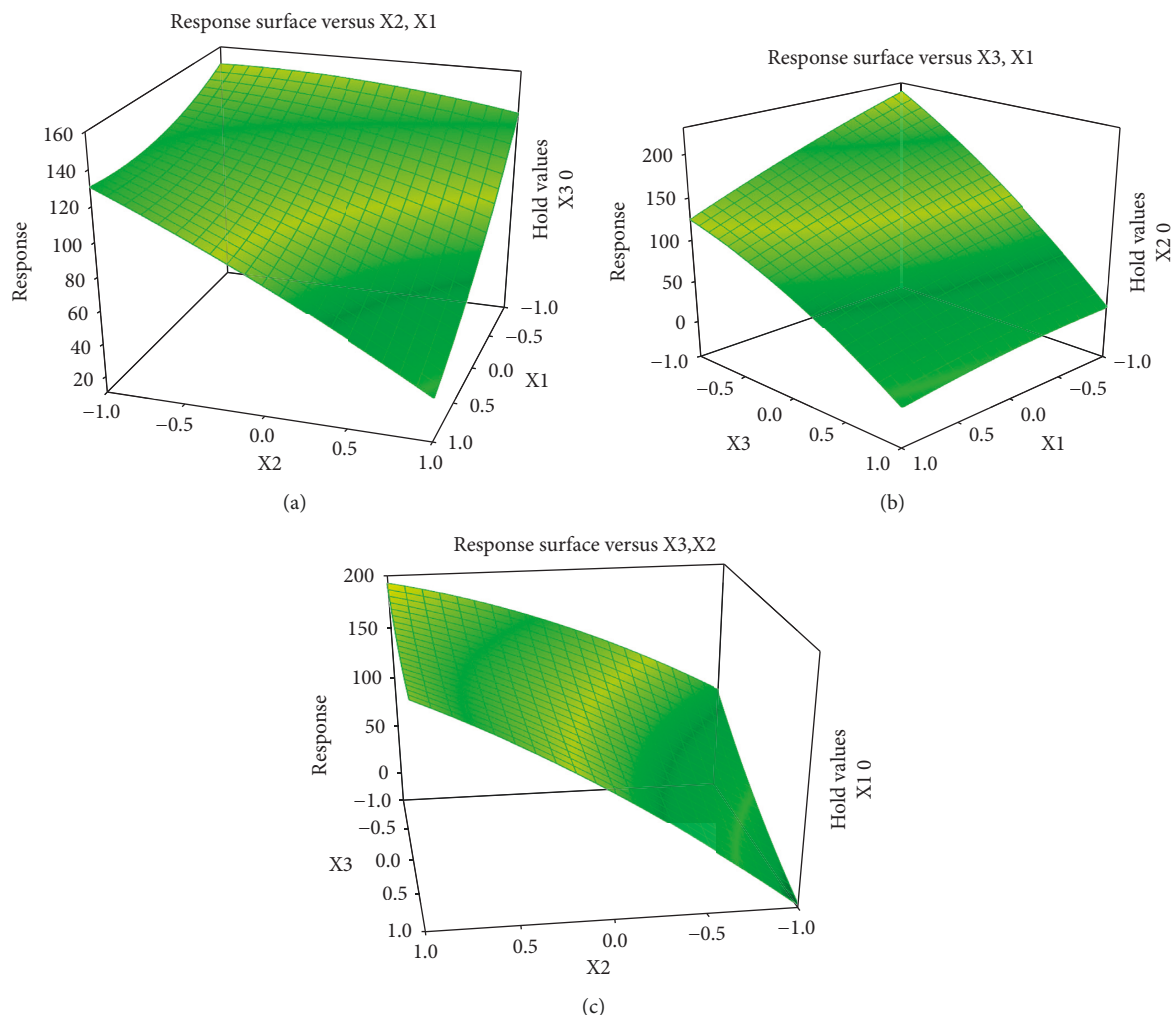 Response surface versus X2, X1
160
140
120
100
80
60
40
20
Response
−1.0
−0.5
0.0
0.5
1.0
X2
1.0
0.5
0.0
−0.5
−1.0
X1
Hold values
X3 0
(a)
Response surface versus X3, X1
200
150
100
50
0
Response
−1.0
−0.5
0.0
0.5
1.0
X3
1.0
0.5
0.0
−0.5
−1.0
X1
Hold values
X2 0
(b)
Response surface versus X3,X2
200
150
100
50
0
Response
−1.0
−0.5
0.0
0.5
1.0
X3
1.0
0.5
0.0
−0.5
−1.0
X2
Hold values
X1 0
(c)